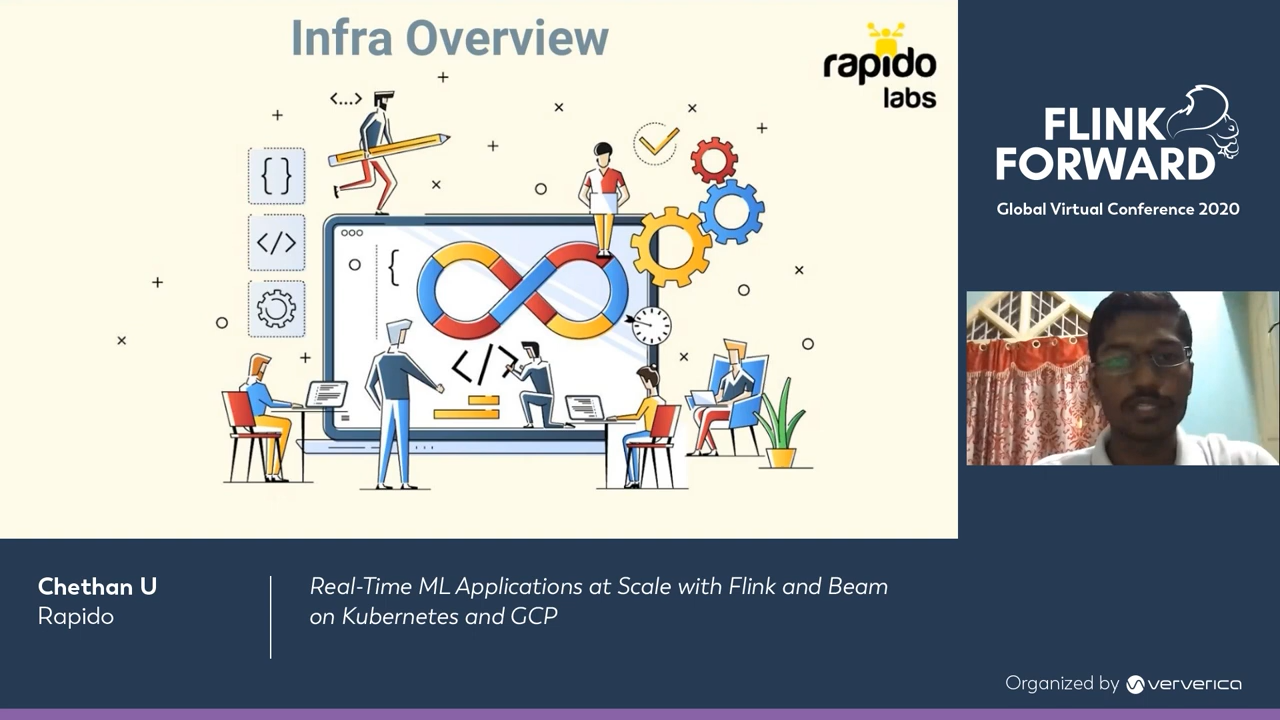 Infra Overview
rapido
labs
<...>
{ }
</>
{
</>
FLINK
FORWARD
Global Virtual Conference 2020
Chethan U
Rapido
Real-Time ML Applications at Scale with Flink and Beam
on Kubernetes and GCP
Organized by ververica